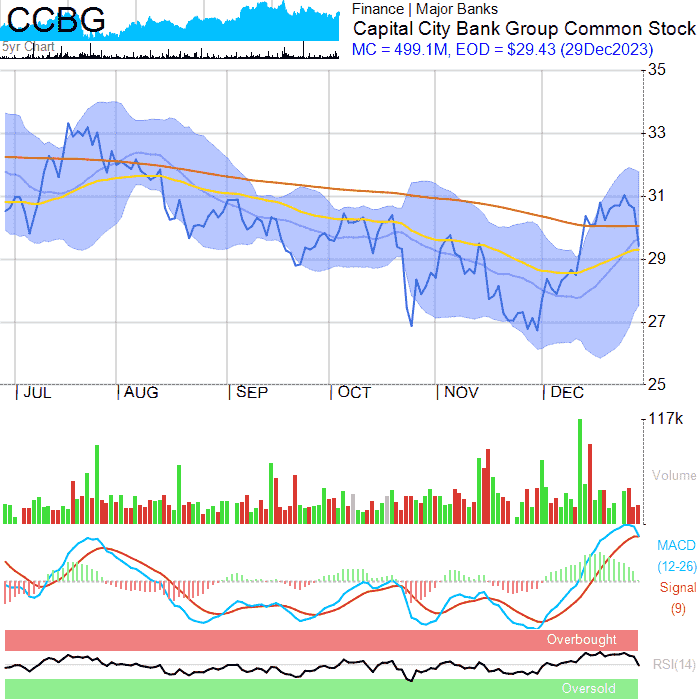 CCBG
5yr Chart
Finance | Major Banks
Capital City Bank Group Common Stock
MC = 499.1M, EOD = $29.43 (29Dec2023)
35
33
31
29
27
25
JUL AUG SEP OCT NOV DEC
117k
Volume
MACD
(12-26)
Signal
(9)
Overbought
RSI(14)
Oversold